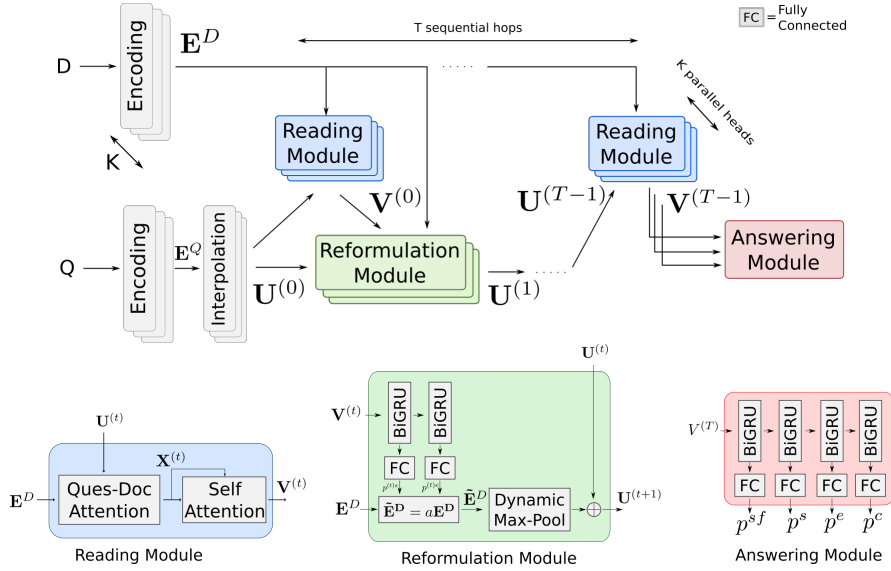 FC = Fully
Connected
T sequential hops
D
Encoding
E^D
K parallel heads
Reading
Module
Reading
Module
K
V^(0)
U^(T−1)
V^(T−1)
Q
Encoding
E^Q
Interpolation
U^(0)
Reformulation
Module
U^(1)
Answering
Module
U^(t)
X^(t)
E^D
Ques-Doc
Attention
Self
Attention
V^(t)
Reading Module
U^(t)
V^(t)
BiGRU
BiGRU
FC
FC
p^(t)s
p^(t)e
E^D
Ẽ^D = aE^D
Ẽ^D
Dynamic
Max-Pool
U^(t+1)
Reformulation Module
V^(T)
BiGRU
BiGRU
BiGRU
BiGRU
FC
FC
FC
FC
p^sf
p^s
p^e
p^c
Answering Module